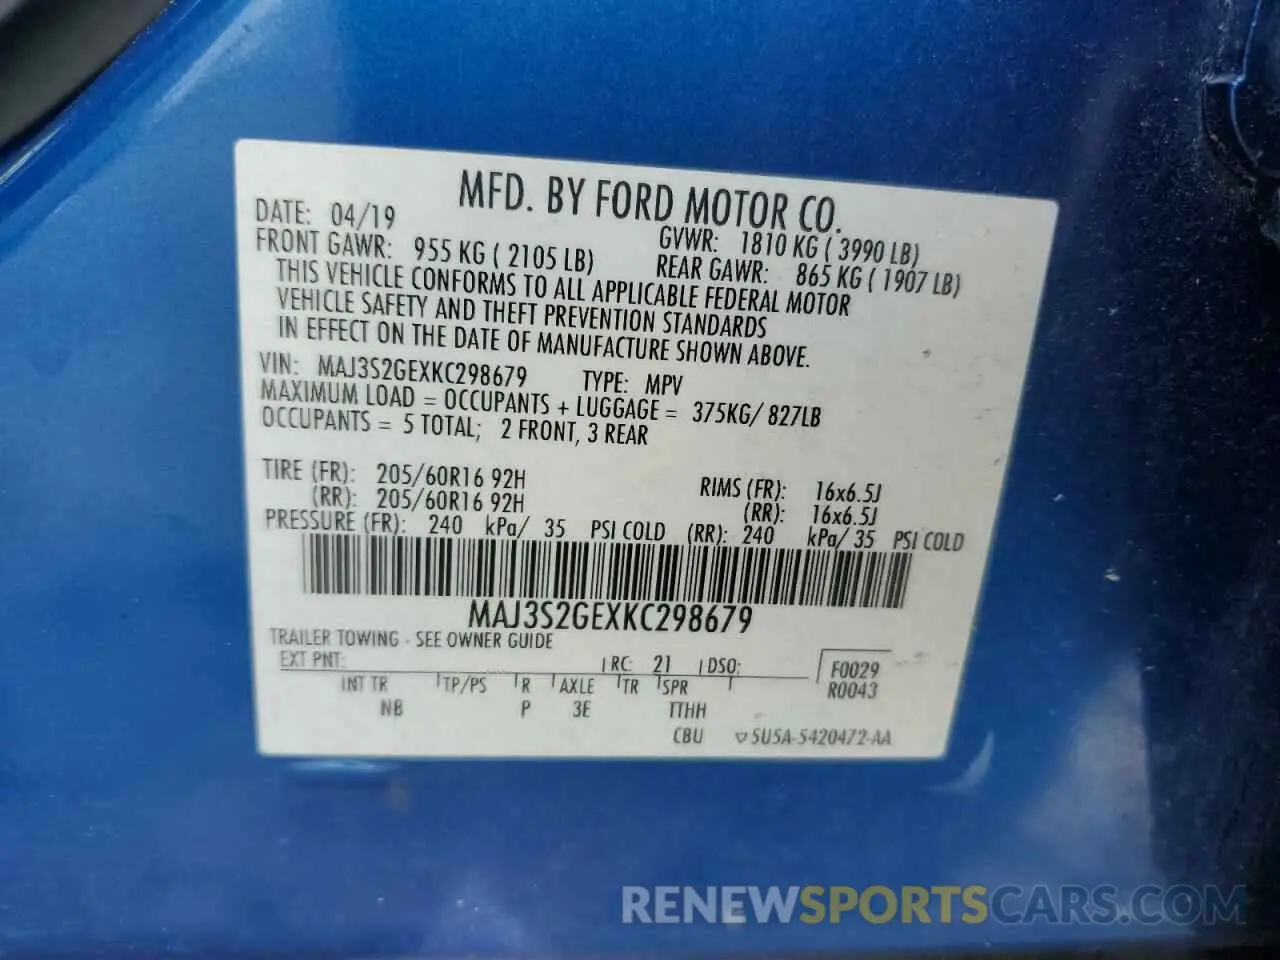 MFD. BY FORD MOTOR CO.
DATE: 04/19 GVWR: 1810 KG ( 3990 LB)
FRONT GAWR: 955 KG ( 2105 LB) REAR GAWR: 865 KG ( 1907 LB)
THIS VEHICLE CONFORMS TO ALL APPLICABLE FEDERAL MOTOR
VEHICLE SAFETY AND THEFT PREVENTION STANDARDS
IN EFFECT ON THE DATE OF MANUFACTURE SHOWN ABOVE.
VIN: MAJ3S2GEXKC298679 TYPE: MPV
MAXIMUM LOAD = OCCUPANTS + LUGGAGE = 375KG/ 827LB
OCCUPANTS = 5 TOTAL; 2 FRONT, 3 REAR
TIRE (FR): 205/60R16 92H RIMS (FR): 16x6.5J
(RR): 205/60R16 92H (RR): 16x6.5J
PRESSURE (FR): 240 kPa/ 35 PSI COLD (RR): 240 kPa/ 35 PSI COLD
MAJ3S2GEXKC298679
TRAILER TOWING - SEE OWNER GUIDE
EXT PNT: RC: 21 DSO: F0029
INT TR TP/PS R AXLE TR SPR R0043
NB P 3E TTHH
CBU ▽5U5A-5420472-AA
RENEWSPORTSCARS.COM